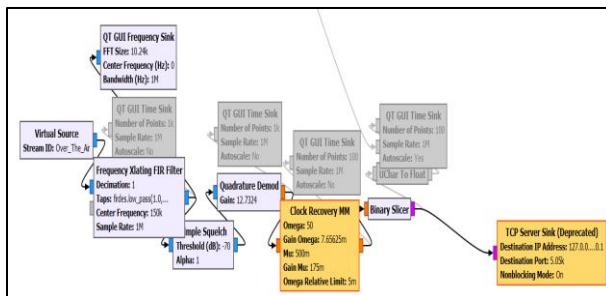 QT GUI Frequency Sink
FFT Size: 10.24k
Center Frequency (Hz): 0
Bandwidth (Hz): 1M
QT GUI Time Sink
Number of Points: 1k
Sample Rate: 1M
Autoscale: No
Virtual Source
Stream ID: Over_The_Ar
Frequency Xlating FIR Filter
Decimation: 1
Taps: frdes.low_pass(1.0,...
Center Frequency: 150k
Sample Rate: 1M
mple Squelch
Threshold (dB): -70
Alpha: 1
QT GUI Time Sink
Number of Points: 1k
Sample Rate: 1M
Autoscale: No
Quadrature Demod
Gain: 12.7324
QT GUI Time Sink
Number of Points: 100
Sample Rate: 1M
Autoscale: No
Clock Recovery MM
Omega: 50
Gain Omega: 7.65625m
Mu: 500m
Gain Mu: 175m
Omega Relative Limit: 5m
QT GUI Time Sink
Number of Points: 100
Sample Rate: 1M
Autoscale: Yes
UChar To Float
Binary Slicer
TCP Server Sink (Deprecated)
Destination IP Address: 127.0.0....0.1
Destination Port: 5.05k
Nonblocking Mode: On